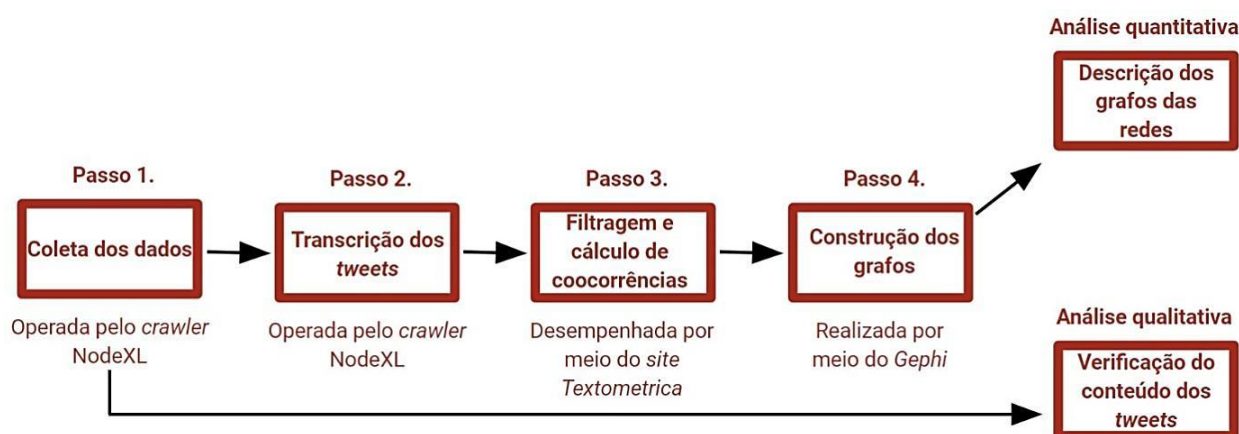 Análise quantitativa
Descrição dos
grafos das
redes
Passo 1.
Coleta dos dados
Operada pelo crawler
NodeXL
Passo 2.
Transcrição dos
tweets
Operada pelo crawler
NodeXL
Passo 3.
Filtragem e
cálculo de
coocorrências
Desempenhada por
meio do site
Textometrica
Passo 4.
Construção dos
grafos
Realizada por
meio do Gephi
Análise qualitativa
Verificação do
conteúdo dos
tweets